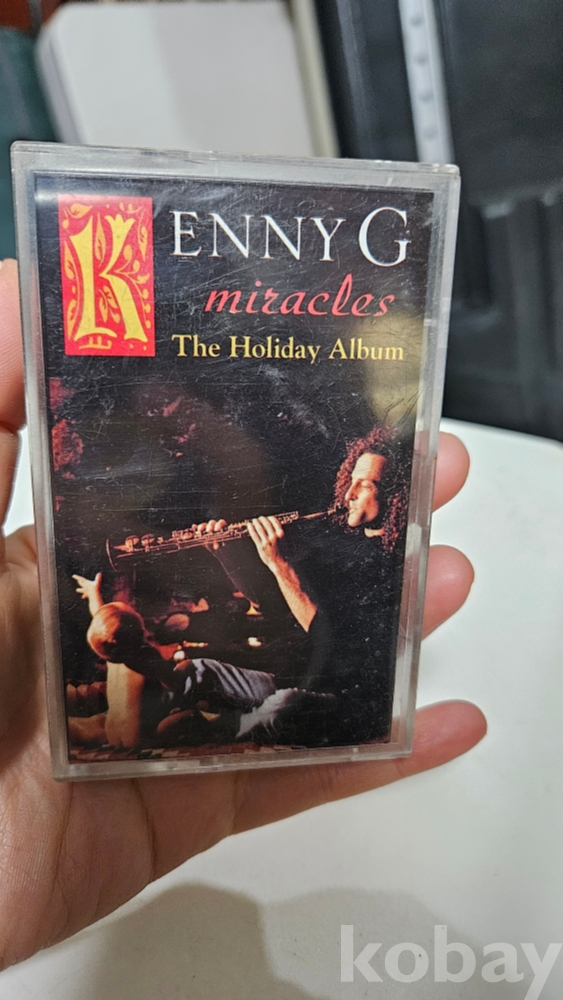 KENNY G
miracles
The Holiday Album
kobay